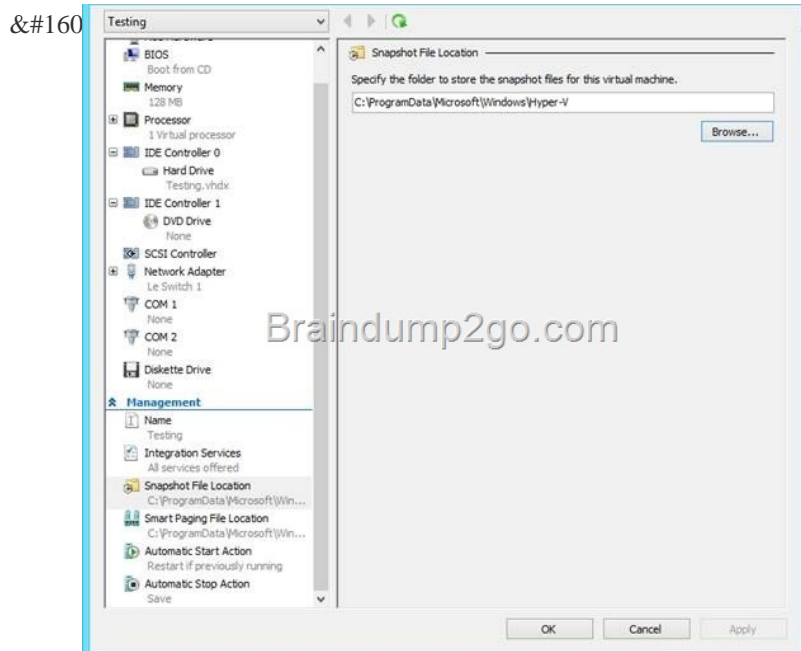 &#160
Testing
BIOS
Boot from CD
Memory
128 MB
Processor
1 Virtual processor
IDE Controller 0
Hard Drive
Testing.vhdx
IDE Controller 1
DVD Drive
None
SCSI Controller
Network Adapter
Le Switch 1
COM 1
None
COM 2
None
Diskette Drive
None
Management
Name
Testing
Integration Services
All services offered
Snapshot File Location
C:\ProgramData\Microsoft\Win...
Smart Paging File Location
C:\ProgramData\Microsoft\Win...
Automatic Start Action
Restart if previously running
Automatic Stop Action
Save
Snapshot File Location
Specify the folder to store the snapshot files for this virtual machine.
C:\ProgramData\Microsoft\Windows\Hyper-V
Browse...
Braindump2go.com
OK
Cancel
Apply